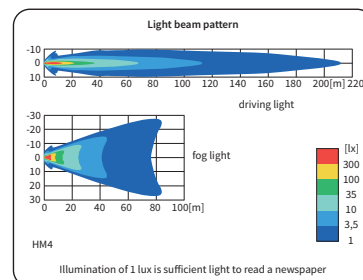 Light beam pattern
-10
0
10
0 20 40 60 80 100 120 140 160 180 200[m] 220
driving light
-30
-20
-10
0
10
20
30
0 20 40 60 80 100[m]
fog light
[lx]
300
100
35
10
3,5
1
HM4
Illumination of 1 lux is sufficient light to read a newspaper